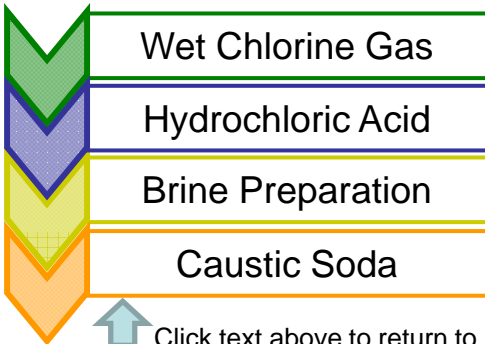 Wet Chlorine Gas
Hydrochloric Acid
Brine Preparation
Caustic Soda
Click text above to return to